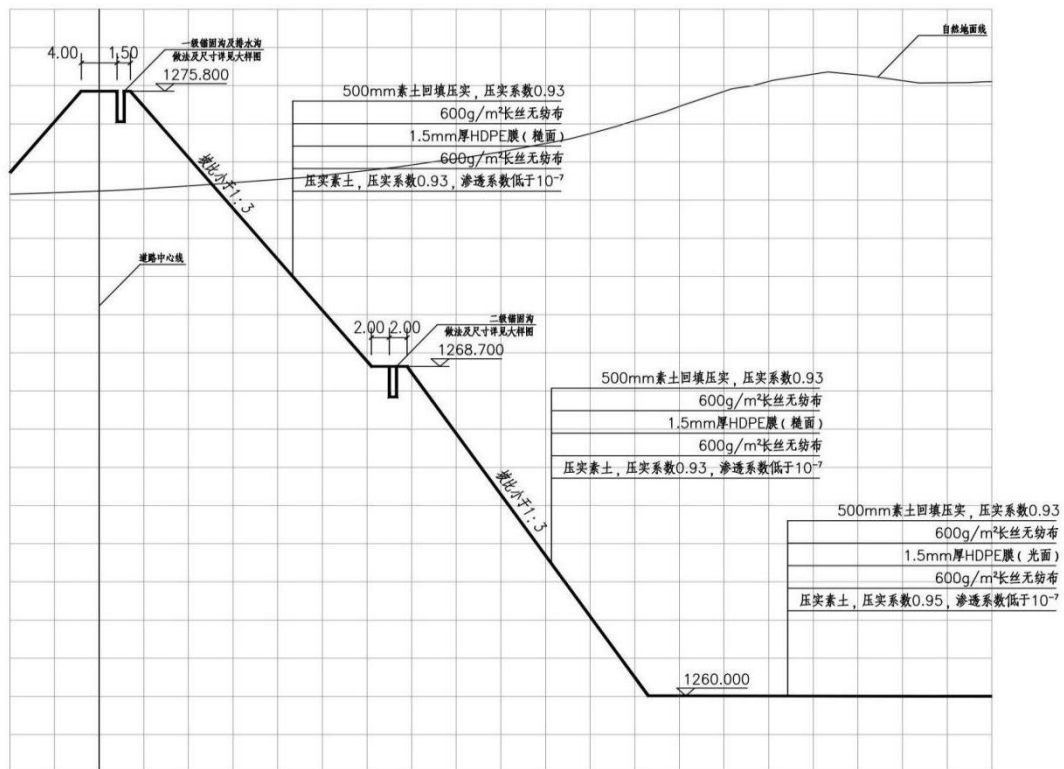 自然地面线
4.00
1.50
一级锚固沟及排水沟
做法及尺寸详见大样图
1275.800
500mm素土回填压实，压实系数0.93
600g/m²长丝无纺布
1.5mm厚HDPE膜（糙面）
600g/m²长丝无纺布
压实素土，压实系数0.93，渗透系数低于10⁻⁷
坡比小于1：3
道路中心线
2.00
2.00
二级锚固沟
做法及尺寸详见大样图
1268.700
500mm素土回填压实，压实系数0.93
600g/m²长丝无纺布
1.5mm厚HDPE膜（糙面）
600g/m²长丝无纺布
压实素土，压实系数0.93，渗透系数低于10⁻⁷
坡比小于1：3
500mm素土回填压实，压实系数0.93
600g/m²长丝无纺布
1.5mm厚HDPE膜（光面）
600g/m²长丝无纺布
压实素土，压实系数0.95，渗透系数低于10⁻⁷
1260.000